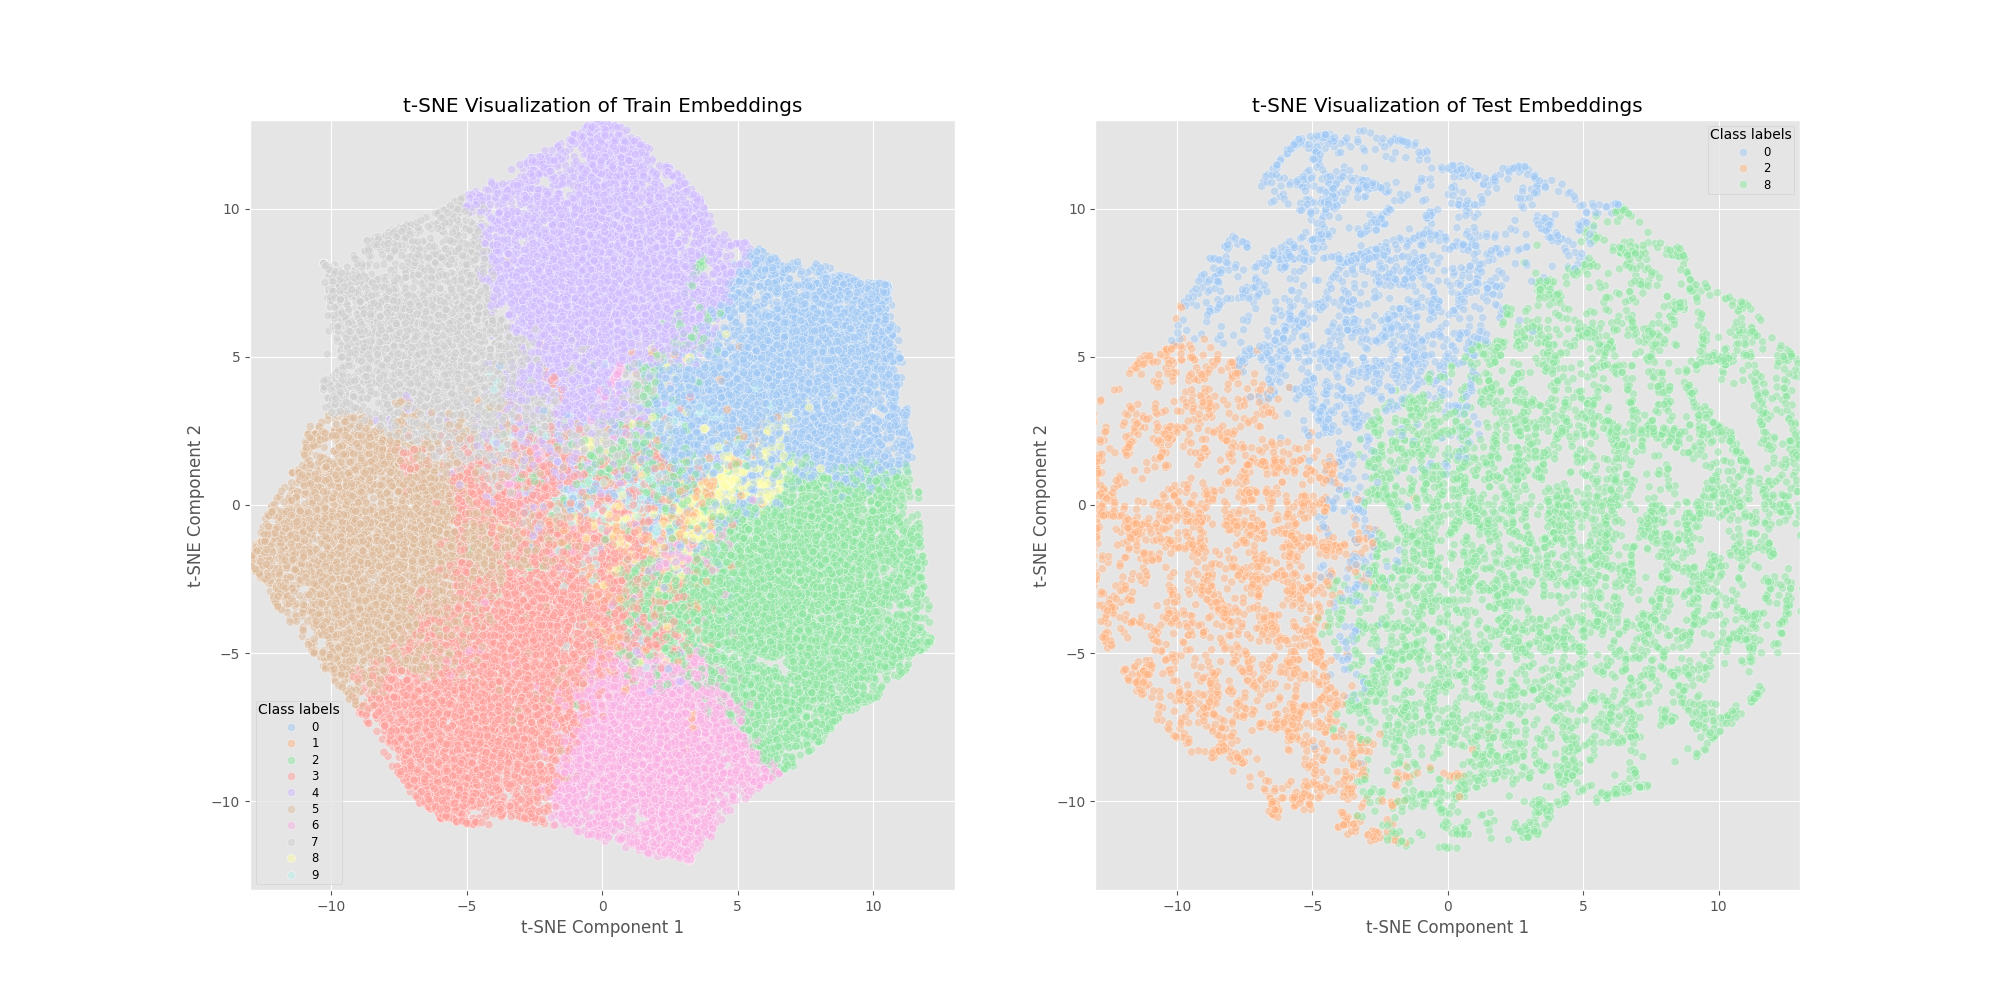 t-SNE Visualization of Train Embeddings
10
5
0
−5
−10
t-SNE Component 2
Class labels
0
1
2
3
4
5
6
7
8
9
−10 −5 0 5 10
t-SNE Component 1
t-SNE Visualization of Test Embeddings
Class labels
0
2
8
10
5
0
−5
−10
t-SNE Component 2
−10 −5 0 5 10
t-SNE Component 1